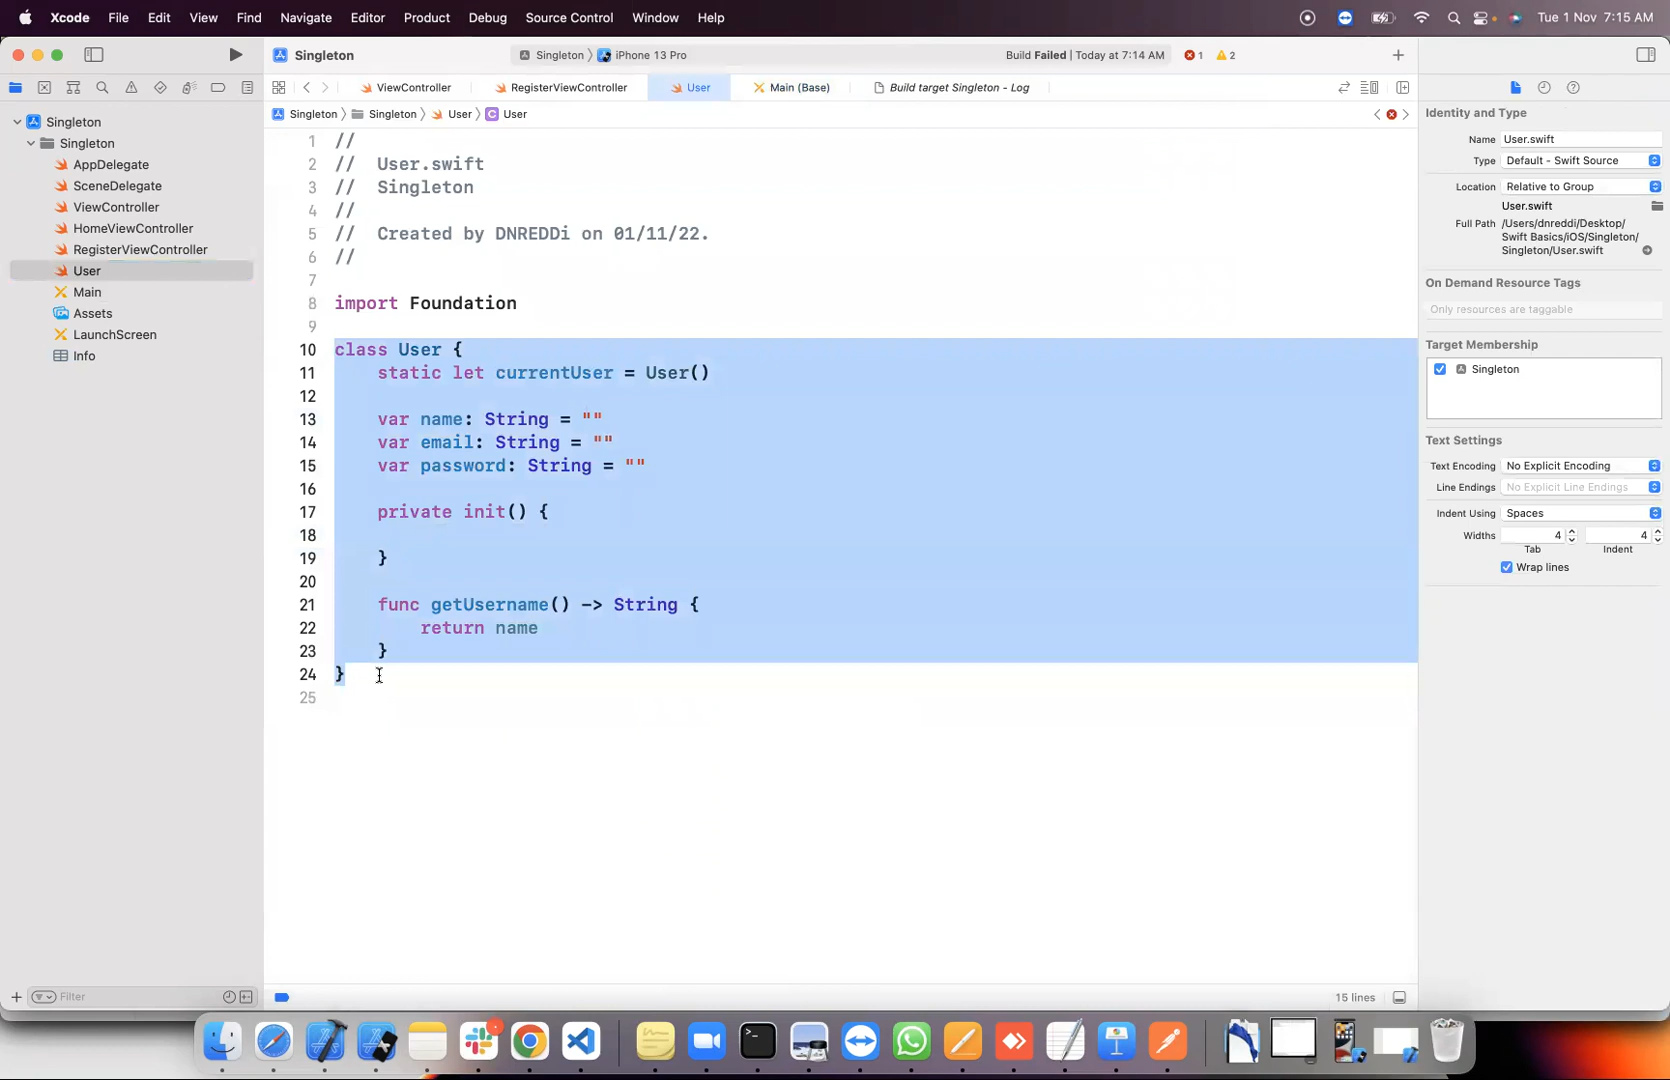 Xcode File Edit View Find Navigate Editor Product Debug Source Control Window Help Tue 1 Nov 7:15 AM
Singleton Singleton iPhone 13 Pro Build Failed | Today at 7:14 AM 1 2
ViewController RegisterViewController User Main (Base) Build target Singleton - Log
Singleton Singleton User User
Singleton
Singleton
AppDelegate
SceneDelegate
ViewController
HomeViewController
RegisterViewController
User
Main
Assets
LaunchScreen
Info
Filter
1 //
2 // User.swift
3 // Singleton
4 //
5 // Created by DNREDDi on 01/11/22.
6 //
7
8 import Foundation
9
10 class User {
11 static let currentUser = User()
12
13 var name: String = ""
14 var email: String = ""
15 var password: String = ""
16
17 private init() {
18
19 }
20
21 func getUsername() -> String {
22 return name
23 }
24 }
25
15 lines
Identity and Type
Name User.swift
Type Default - Swift Source
Location Relative to Group
User.swift
Full Path /Users/dnreddi/Desktop/
Swift Basics/iOS/Singleton/
Singleton/User.swift
On Demand Resource Tags
Only resources are taggable
Target Membership
Singleton
Text Settings
Text Encoding No Explicit Encoding
Line Endings No Explicit Line Endings
Indent Using Spaces
Widths 4 4
Tab Indent
Wrap lines